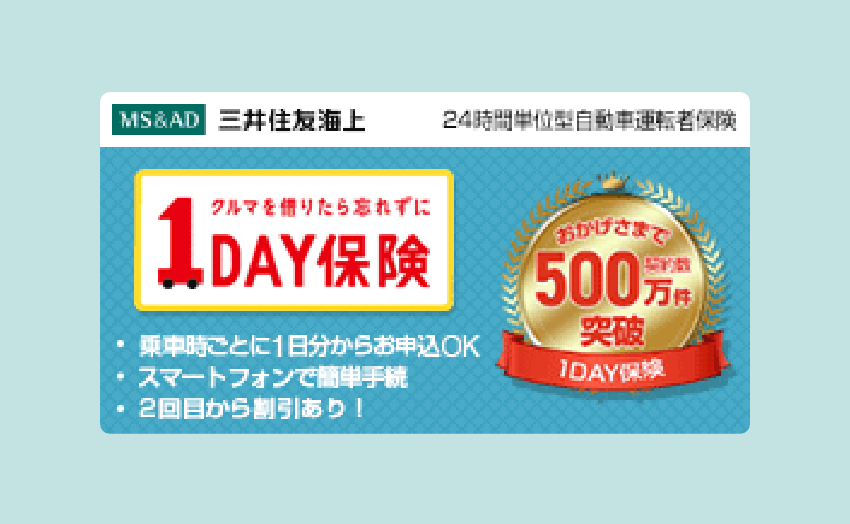 MS&AD 三井住友海上 24時間単位型自動車運転者保険
クルマを借りたら忘れずに
1DAY保険
・乗車時ごとに1日分からお申込OK
・スマートフォンで簡単手続
・2回目から割引あり！
おかげさまで
契約数
500万件
突破
1DAY保険